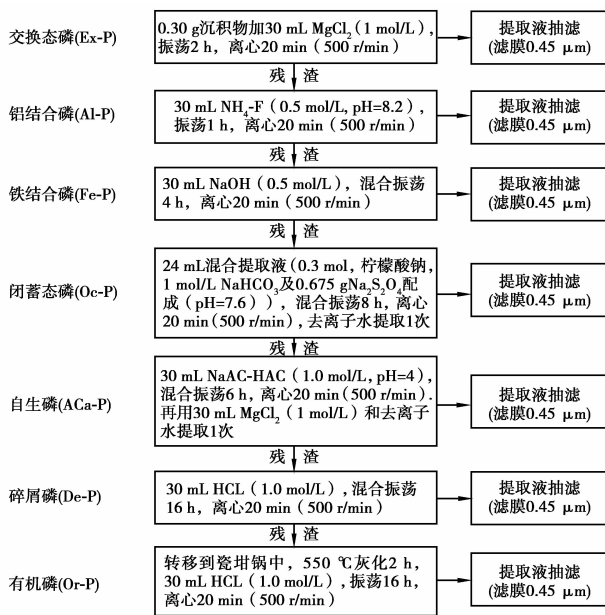 交换态磷(Ex-P)
0.30 g沉积物加30 mL MgCl₂(1 mol/L),
振荡2 h, 离心20 min (500 r/min)
提取液抽滤
(滤膜0.45 μm)
残 渣
铝结合磷(Al-P)
30 mL NH₄-F (0.5 mol/L, pH=8.2),
振荡1 h, 离心20 min (500 r/min)
提取液抽滤
(滤膜0.45 μm)
残 渣
铁结合磷(Fe-P)
30 mL NaOH (0.5 mol/L), 混合振荡
4 h, 离心20 min (500 r/min)
提取液抽滤
(滤膜0.45 μm)
残 渣
闭蓄态磷(Oc-P)
24 mL混合提取液 (0.3 mol, 柠檬酸钠,
1 mol/L NaHCO₃及0.675 gNa₂S₂O₄配
成 (pH=7.6)), 混合振荡8 h, 离心
20 min(500 r/min), 去离子水提取1次
提取液抽滤
(滤膜0.45 μm)
残 渣
自生磷(ACa-P)
30 mL NaAC-HAC (1.0 mol/L, pH=4),
混合振荡6 h, 离心20 min (500 r/min).
再用30 mL MgCl₂ (1 mol/L) 和去离子
水提取1次
提取液抽滤
(滤膜0.45 μm)
残 渣
碎屑磷(De-P)
30 mL HCL (1.0 mol/L), 混合振荡
16 h, 离心20 min (500 r/min)
提取液抽滤
(滤膜0.45 μm)
残 渣
有机磷(Or-P)
转移到瓷坩锅中, 550 ℃灰化2 h,
30 mL HCL (1.0 mol/L), 振荡16 h,
离心20 min (500 r/min)
提取液抽滤
(滤膜0.45 μm)